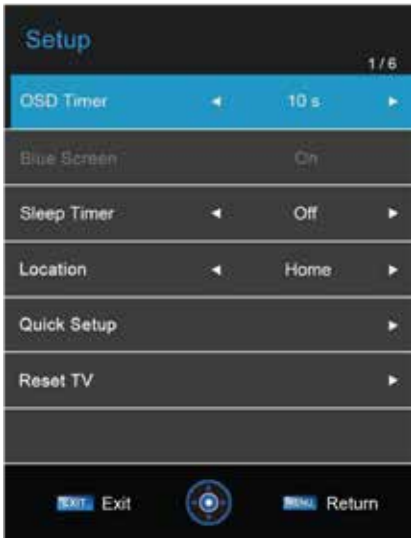 Setup
1/6
OSD Timer ◄ 10 s ►
Blue Screen On
Sleep Timer ◄ Off ►
Location ◄ Home ►
Quick Setup ►
Reset TV ►
EXIT Exit MENU Return